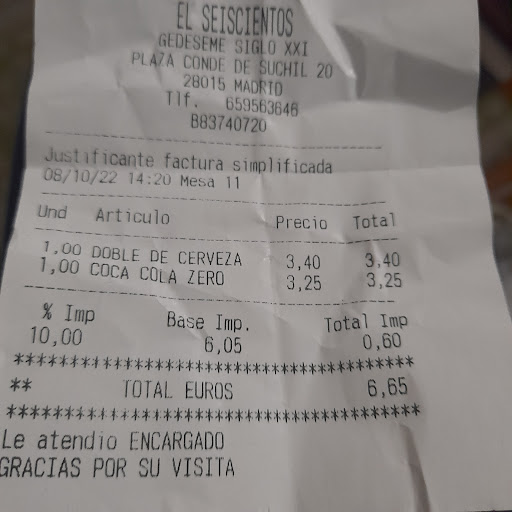 EL SEISCIENTOS
GEDESEME SIGLO XXI
PLAZA CONDE DE SUCHIL 20
28015 MADRID
Tlf. 659563646
B83740720
Justificante factura simplificada
08/10/22 14:20 Mesa 11
Und Articulo Precio Total
1,00 DOBLE DE CERVEZA 3,40 3,40
1,00 COCA COLA ZERO 3,25 3,25
% Imp Base Imp. Total Imp
10,00 6,05 0,60
****************************************
** TOTAL EUROS 6,65
****************************************
Le atendio ENCARGADO
GRACIAS POR SU VISITA